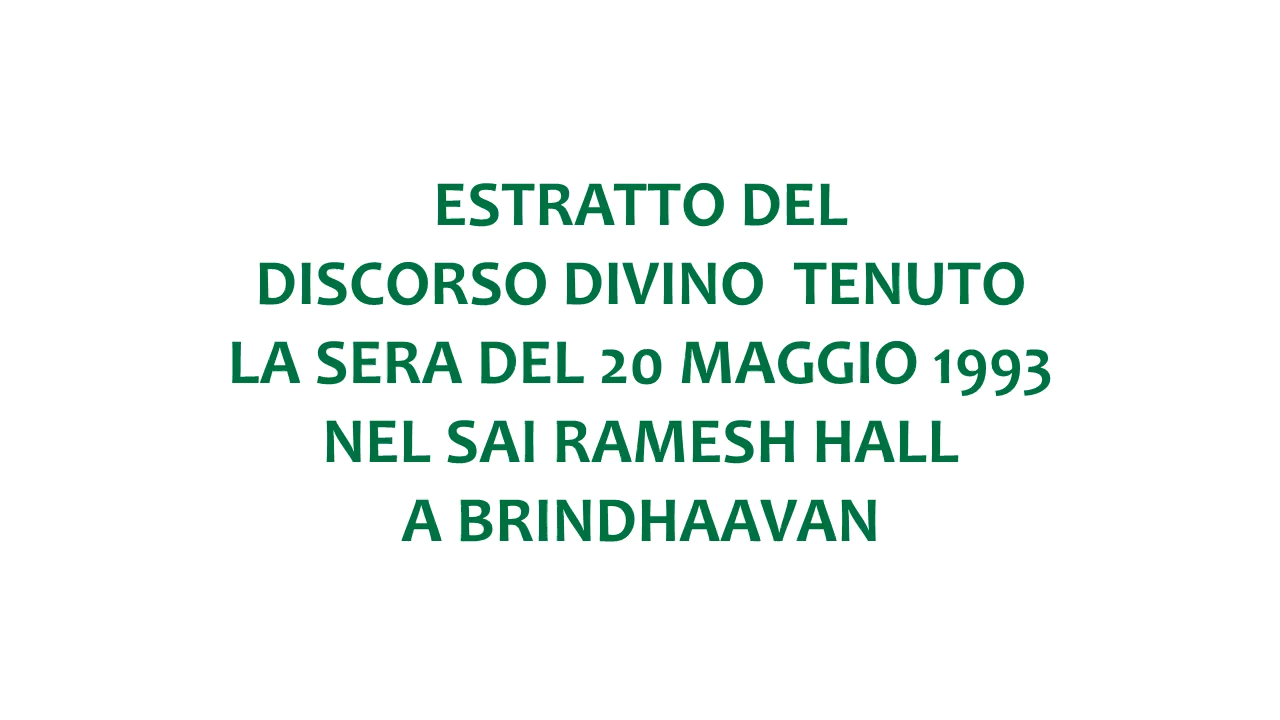 ESTRATTO DEL
DISCORSO DIVINO  TENUTO
LA SERA DEL 20 MAGGIO 1993
NEL SAI RAMESH HALL
A BRINDHAAVAN